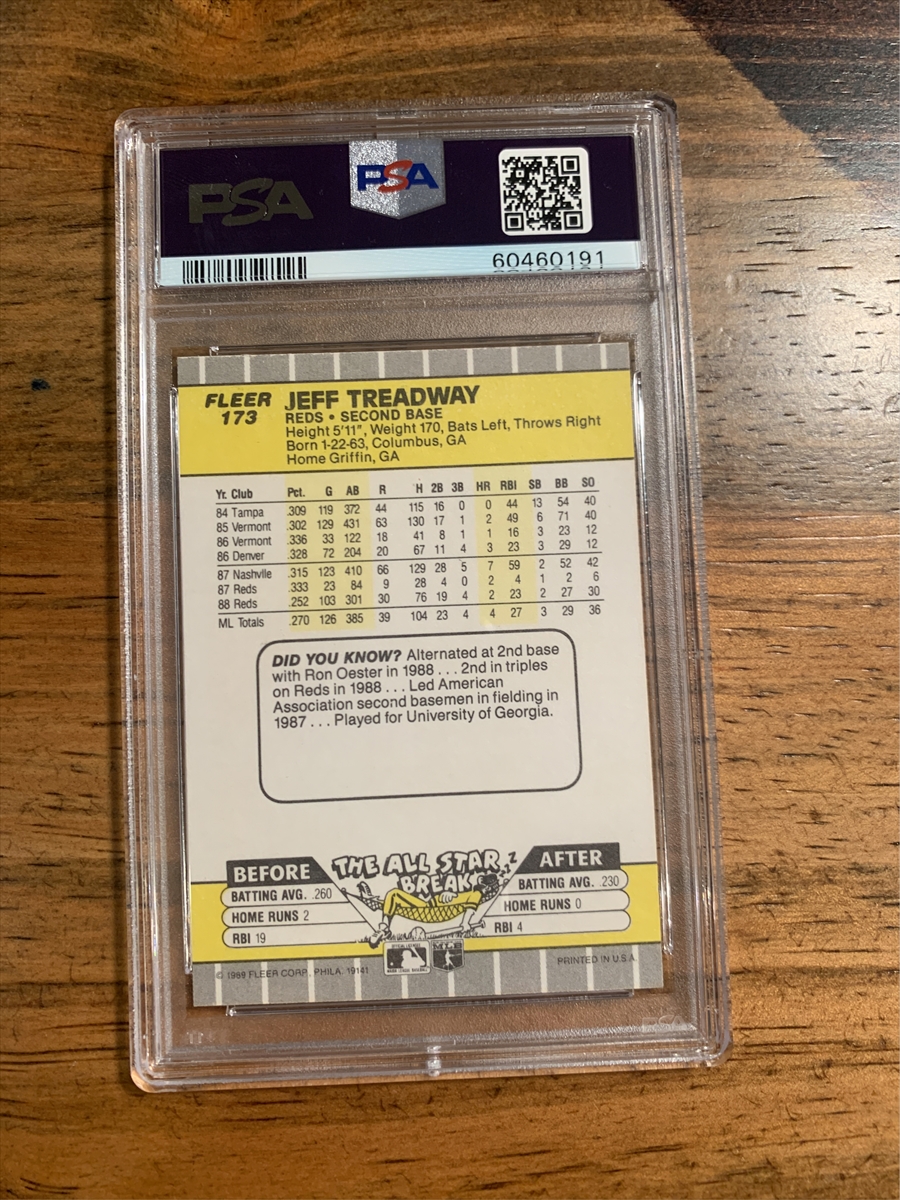 PSA PSA
60460191
FLEER
173
JEFF TREADWAY
REDS • SECOND BASE
Height 5'11", Weight 170, Bats Left, Throws Right
Born 1-22-63, Columbus, GA
Home Griffin, GA
Yr. Club Pct. G AB R H 2B 3B HR RBI SB BB SO
84 Tampa .309 119 372 44 115 16 0 0 44 13 54 40
85 Vermont .302 129 431 63 130 17 1 2 49 6 71 40
86 Vermont .336 33 122 18 41 8 1 1 16 3 23 12
86 Denver .328 72 204 20 67 11 4 3 23 3 29 12
87 Nashvlle .315 123 410 66 129 28 5 7 59 2 52 42
87 Reds .333 23 84 9 28 4 0 2 4 1 2 6
88 Reds .252 103 301 30 76 19 4 2 23 2 27 30
ML Totals .270 126 385 39 104 23 4 4 27 3 29 36
DID YOU KNOW? Alternated at 2nd base
with Ron Oester in 1988 . . . 2nd in triples
on Reds in 1988 . . . Led American
Association second basemen in fielding in
1987 . . . Played for University of Georgia.
THE ALL STAR
BREAK
BEFORE
BATTING AVG. .260
HOME RUNS 2
RBI 19
AFTER
BATTING AVG. .230
HOME RUNS 0
RBI 4
MLB
© 1989 FLEER CORP., PHILA. 19141
PRINTED IN U.S.A.